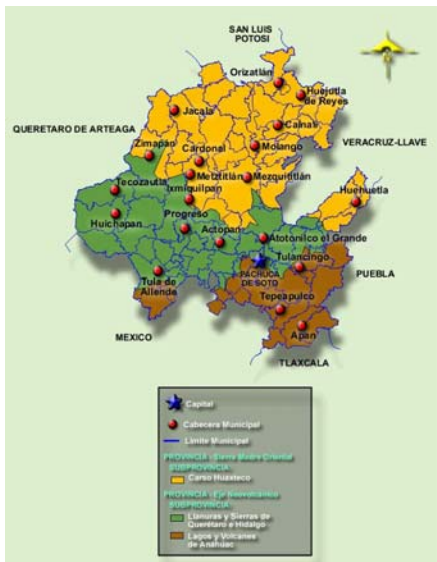 SAN LUIS
POTOSI
Orizatlán
Huejutla
de Reyes
Jacala
Calnali
QUERETARO DE ARTEAGA
Molango
VERACRUZ-LLAVE
Zimapán
Cardonal
Metztitlán
Mezquititlán
Tecozautla
Ixmiquilpan
Huehuetla
Huichapan
Progreso
Actopan
Atotonilco el Grande
Tulancingo
PACHUCA
DE SOTO
PUEBLA
Tula de
Allende
Tepeapulco
MEXICO
Apan
TLAXCALA
Capital
Cabecera Municipal
Límite Municipal
PROVINCIA - Sierra Madre Oriental
SUBPROVINCIA
Carso Huaxteco
PROVINCIA - Eje Neovolcánico
SUBPROVINCIA
Llanuras y Sierras de
Querétaro e Hidalgo
Lagos y Volcanes
de Anáhuac